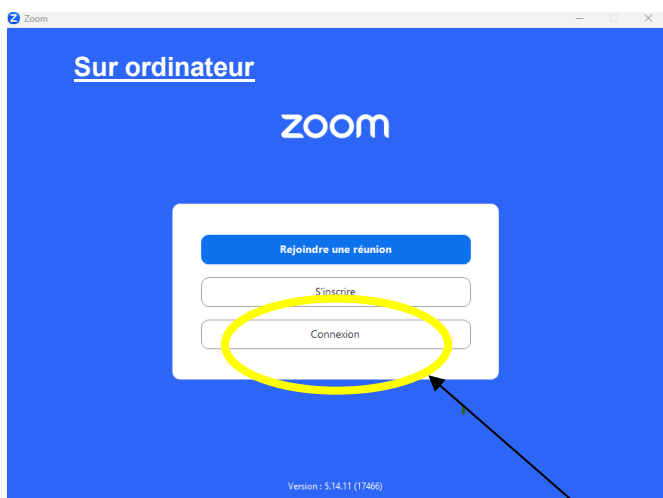 Zoom
Sur ordinateur
zoom
Rejoindre une réunion
S'inscrire
Connexion
Version : 5.14.11 (17466)